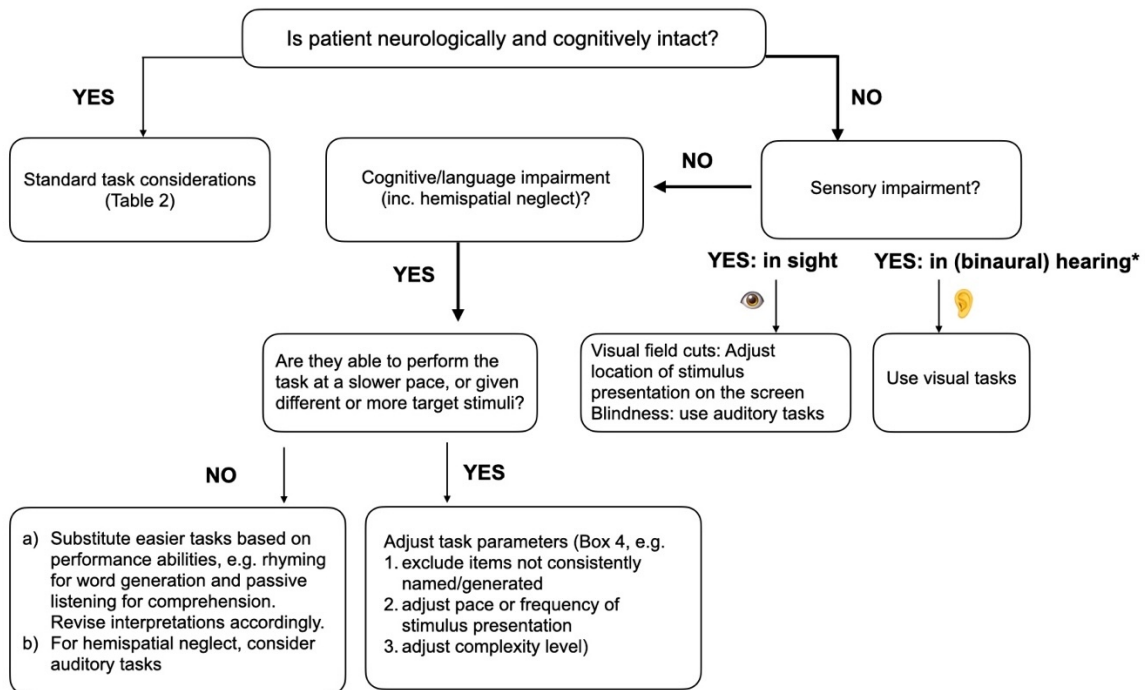 Is patient neurologically and cognitively intact?
YES
NO
Standard task considerations
(Table 2)
Cognitive/language impairment
(inc. hemispatial neglect)?
NO
Sensory impairment?
YES
YES: in sight
YES: in (binaural) hearing*
Are they able to perform the
task at a slower pace, or given
different or more target stimuli?
Visual field cuts: Adjust
location of stimulus
presentation on the screen
Blindness: use auditory tasks
Use visual tasks
NO
YES
a) Substitute easier tasks based on
performance abilities, e.g. rhyming
for word generation and passive
listening for comprehension.
Revise interpretations accordingly.
b) For hemispatial neglect, consider
auditory tasks
Adjust task parameters (Box 4, e.g.
1. exclude items not consistently
named/generated
2. adjust pace or frequency of
stimulus presentation
3. adjust complexity level)